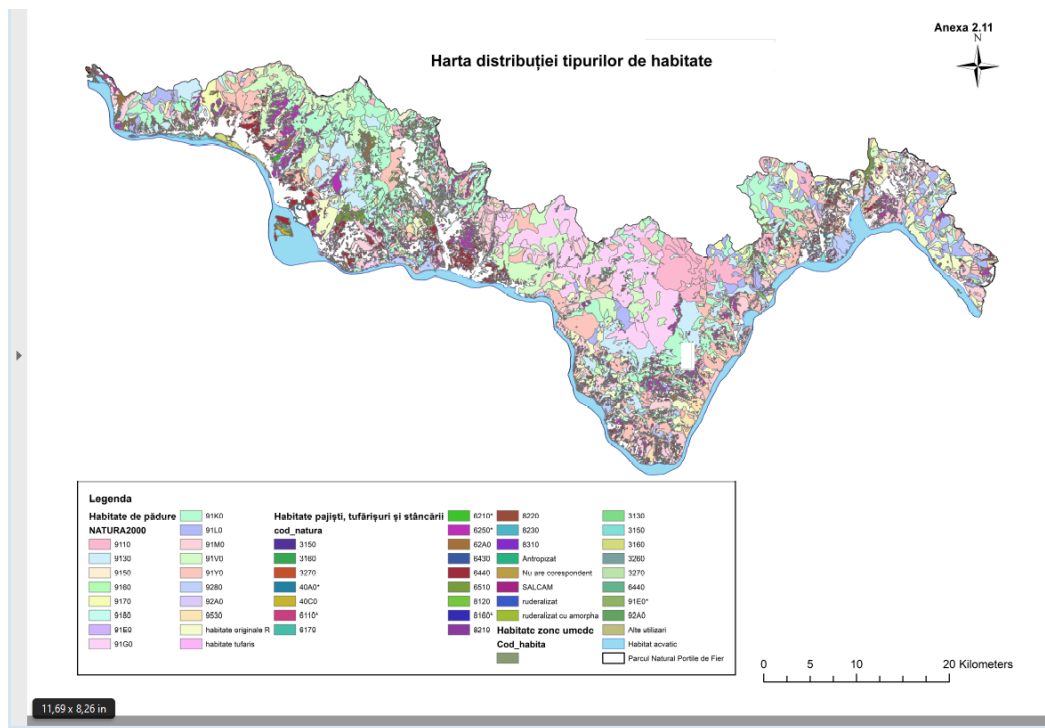 Anexa 2.11
N
Harta distribuției tipurilor de habitate
Legenda
Habitate de pădure
NATURA2000
9110
9130
9150
9160
9170
9180
91E0
91G0
91K0
91L0
91M0
91V0
91Y0
9280
92A0
9530
habitate originale R
habitate tufaris
Habitate pajiști, tufărișuri și stâncării
cod_natura
3150
3160
3270
40A0*
40C0
6110*
6170
6210*
6250*
62A0
6430
6440
6510
8120
8160*
8210
8220
8230
8310
Antropizat
Nu are corespondent
SALCAM
ruderalizat
ruderalizat cu amorpha
Habitate zone umede
Cod_habita
3130
3150
3160
3260
3270
6440
91E0*
92A0
Alte utilizari
Habitat acvatic
Parcul Natural Portile de Fier
0 5 10 20 Kilometers
11,69 x 8,26 in